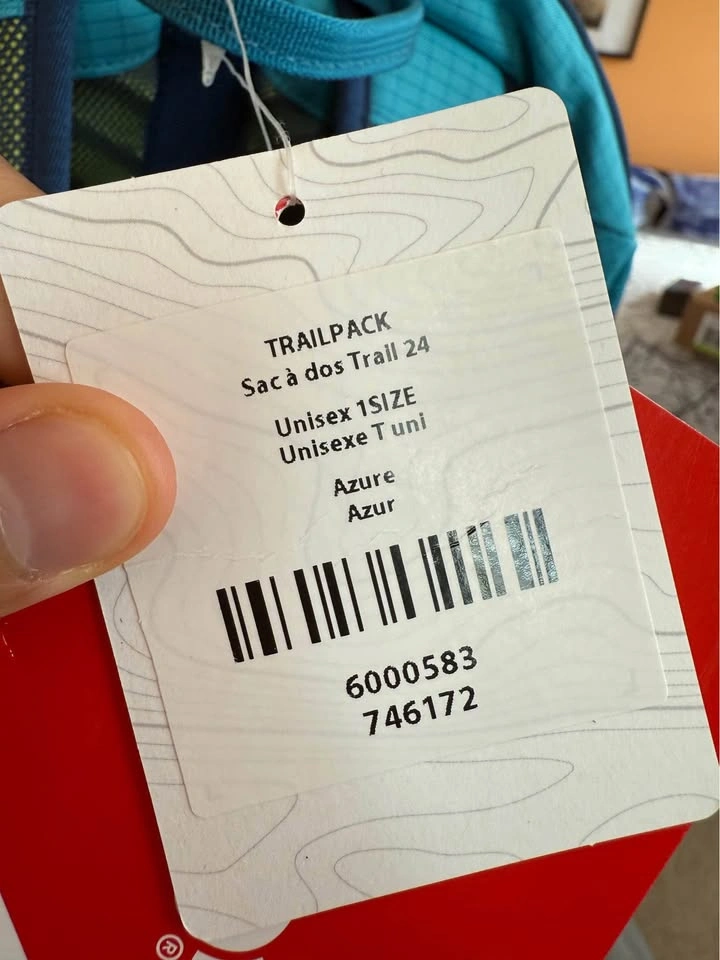 TRAILPACK
Sac à dos Trail 24
Unisex 1SIZE
Unisexe T uni
Azure
Azur
6000583
746172
®